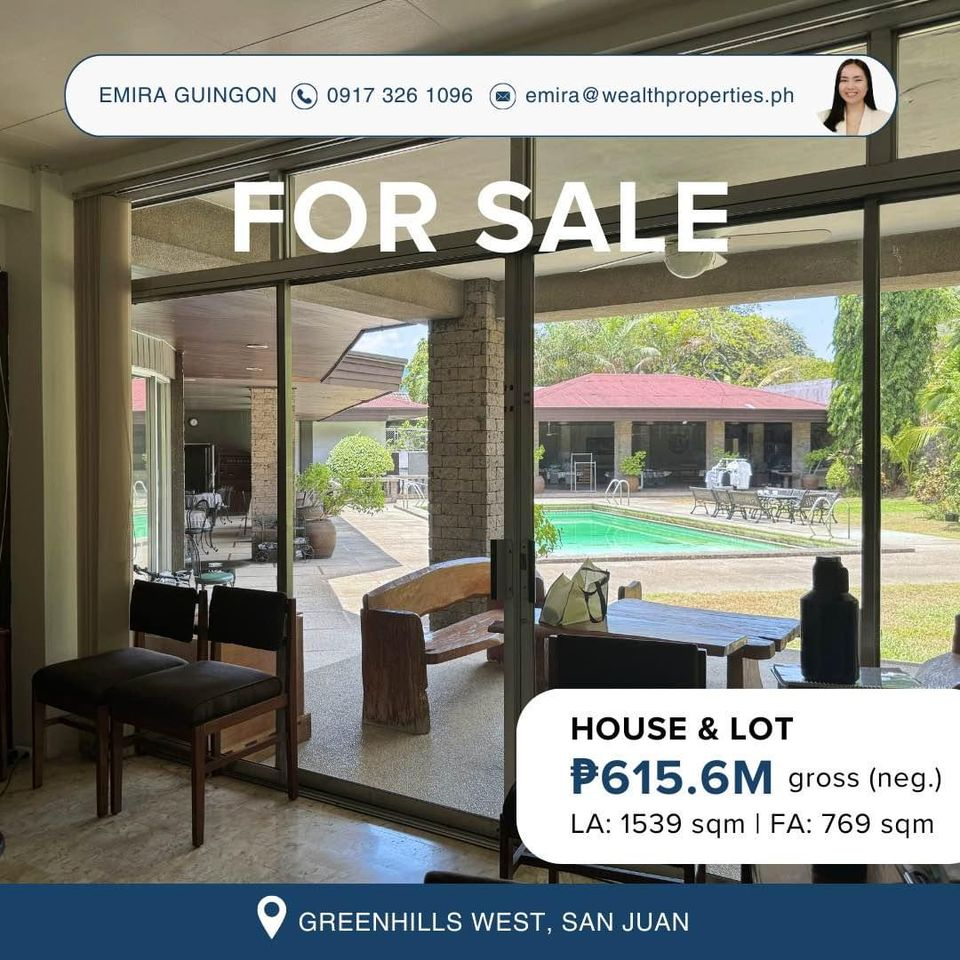 EMIRA GUINGON 0917 326 1096 emira@wealthproperties.ph
FOR SALE
HOUSE & LOT
₱615.6M gross (neg.)
LA: 1539 sqm | FA: 769 sqm
GREENHILLS WEST, SAN JUAN